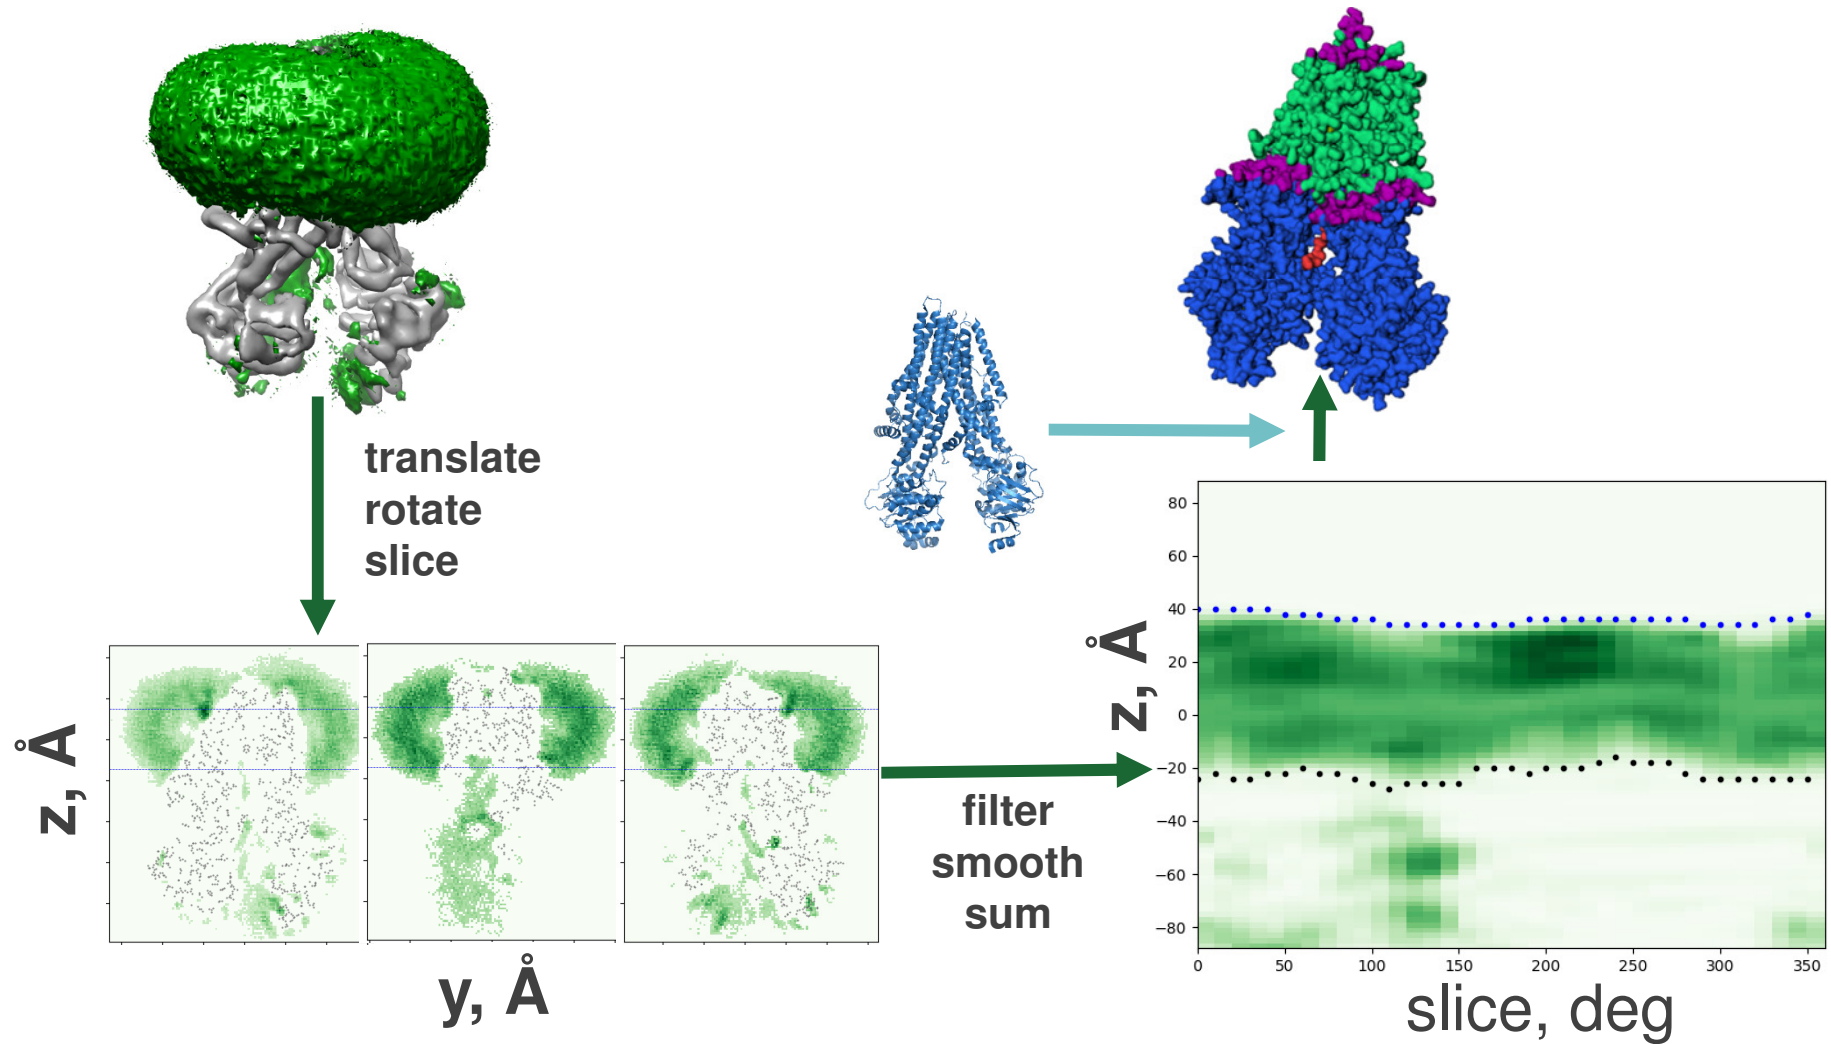 translate
rotate
slice
z, Å
y, Å
filter
smooth
sum
z, Å
80
60
40
20
0
−20
−40
−60
−80
0 50 100 150 200 250 300 350
slice, deg